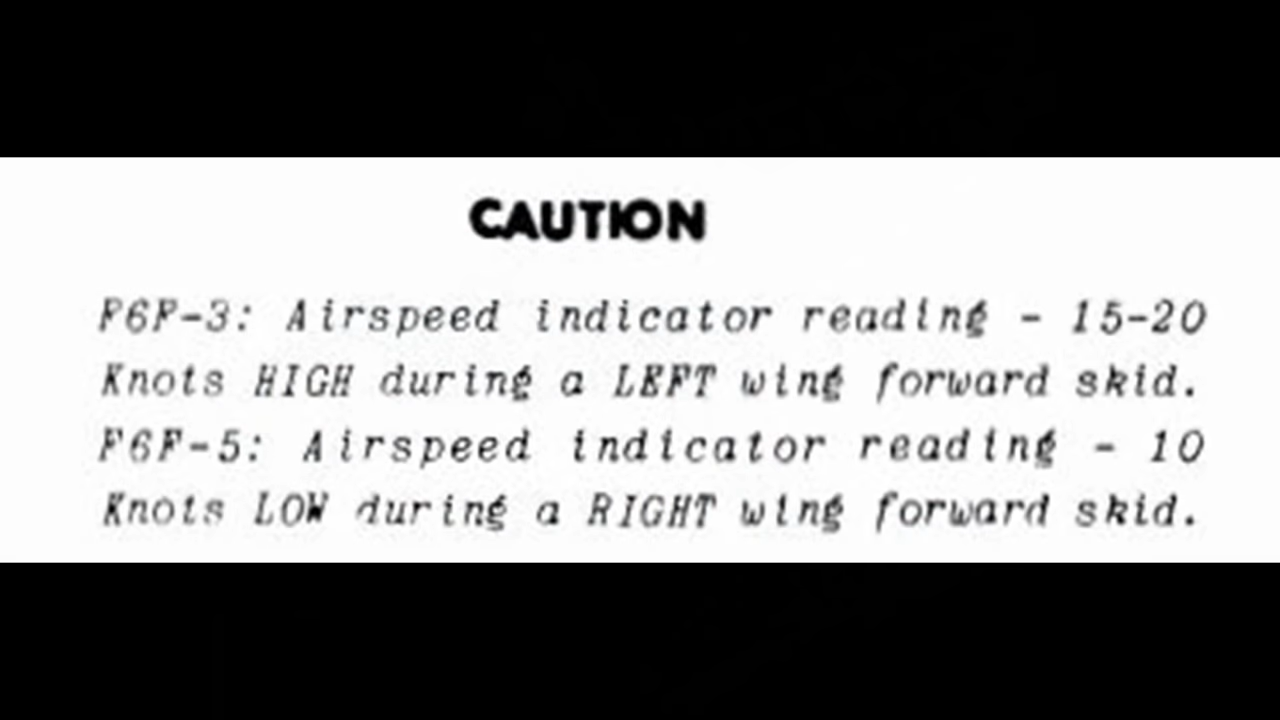 CAUTION
F6F-3: Airspeed indicator reading - 15-20
Knots HIGH during a LEFT wing forward skid.
F6F-5: Airspeed indicator reading - 10
Knots LOW during a RIGHT wing forward skid.